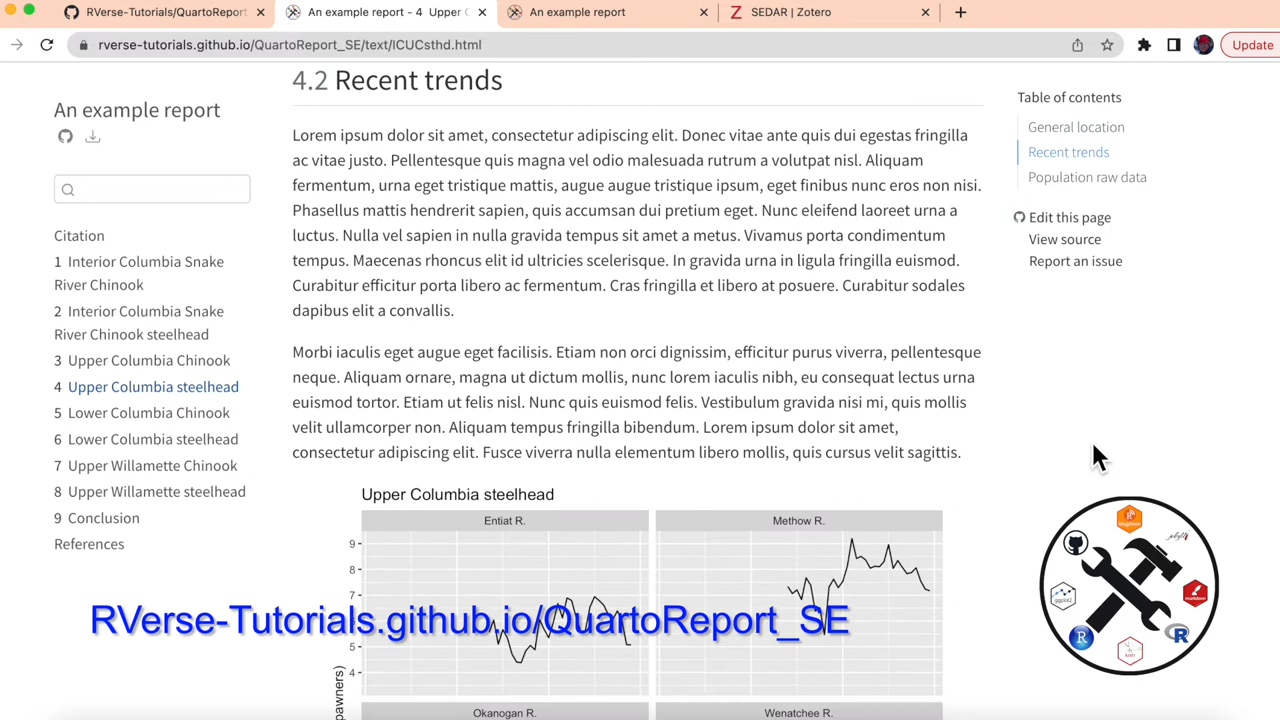 RVerse-Tutorials/QuartoReport
An example report - 4 Upper C
An example report
SEDAR | Zotero
rverse-tutorials.github.io/QuartoReport_SE/text/ICUCsthd.html
Update
An example report
Citation
1 Interior Columbia Snake
River Chinook
2 Interior Columbia Snake
River Chinook steelhead
3 Upper Columbia Chinook
4 Upper Columbia steelhead
5 Lower Columbia Chinook
6 Lower Columbia steelhead
7 Upper Willamette Chinook
8 Upper Willamette steelhead
9 Conclusion
References
4.2 Recent trends
Lorem ipsum dolor sit amet, consectetur adipiscing elit. Donec vitae ante quis dui egestas fringilla
ac vitae justo. Pellentesque quis magna vel odio malesuada rutrum a volutpat nisl. Aliquam
fermentum, urna eget tristique mattis, augue augue tristique ipsum, eget finibus nunc eros non nisi.
Phasellus mattis hendrerit sapien, quis accumsan dui pretium eget. Nunc eleifend laoreet urna a
luctus. Nulla vel sapien in nulla gravida tempus sit amet a metus. Vivamus porta condimentum
tempus. Maecenas rhoncus elit id ultricies scelerisque. In gravida urna in ligula fringilla euismod.
Curabitur efficitur porta libero ac fermentum. Cras fringilla et libero at posuere. Curabitur sodales
dapibus elit a convallis.
Morbi iaculis eget augue eget facilisis. Etiam non orci dignissim, efficitur purus viverra, pellentesque
neque. Aliquam ornare, magna ut dictum mollis, nunc lorem iaculis nibh, eu consequat lectus urna
euismod tortor. Etiam ut felis nisl. Nunc quis euismod felis. Vestibulum gravida nisi mi, quis mollis
velit ullamcorper non. Aliquam tempus fringilla bibendum. Lorem ipsum dolor sit amet,
consectetur adipiscing elit. Fusce viverra nulla elementum libero mollis, quis cursus velit sagittis.
Upper Columbia steelhead
Entiat R.
Methow R.
9
8
7
5
4
pawners)
Okanogan R.
Wenatchee R.
RVerse-Tutorials.github.io/QuartoReport_SE
Table of contents
General location
Recent trends
Population raw data
Edit this page
View source
Report an issue
jekyll
ggplot2
markdown
knitr
R
R